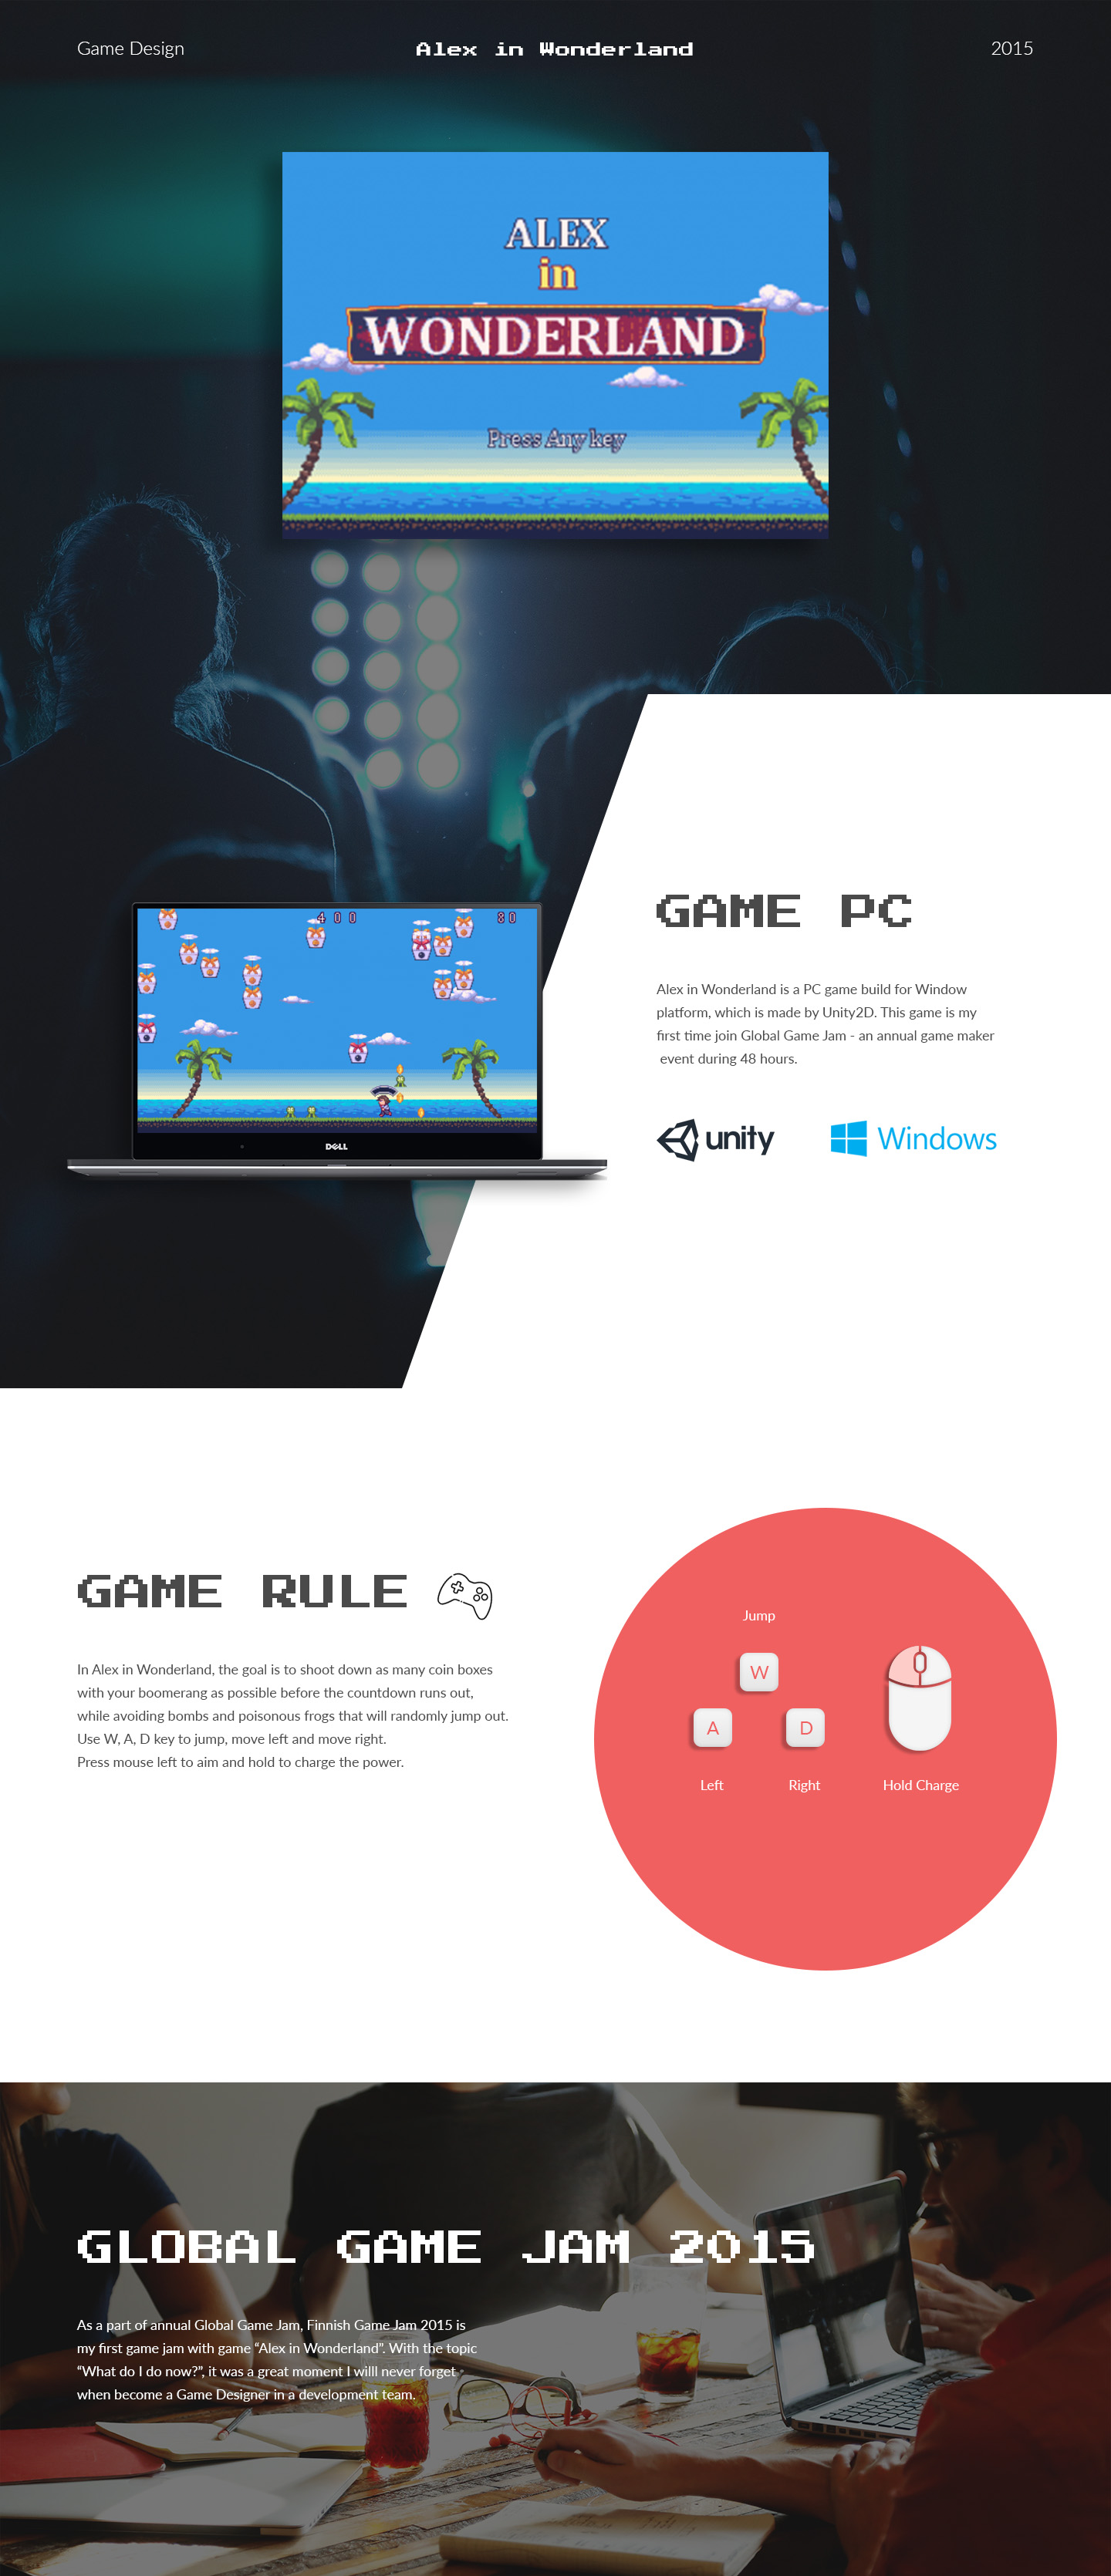 Game Design
Alex in Wonderland
2015
ALEX
in
WONDERLAND
Press Any key
400
80
DELL
GAME PC
Alex in Wonderland is a PC game build for Window
platform, which is made by Unity2D. This game is my
first time join Global Game Jam - an annual game maker
event during 48 hours.
unity
Windows
GAME RULE
In Alex in Wonderland, the goal is to shoot down as many coin boxes
with your boomerang as possible before the countdown runs out,
while avoiding bombs and poisonous frogs that will randomly jump out.
Use W, A, D key to jump, move left and move right.
Press mouse left to aim and hold to charge the power.
Jump
W
A
D
Left
Right
Hold Charge
GLOBAL GAME JAM 2015
As a part of annual Global Game Jam, Finnish Game Jam 2015 is
my first game jam with game “Alex in Wonderland”. With the topic
“What do I do now?”, it was a great moment I willl never forget
when become a Game Designer in a development team.